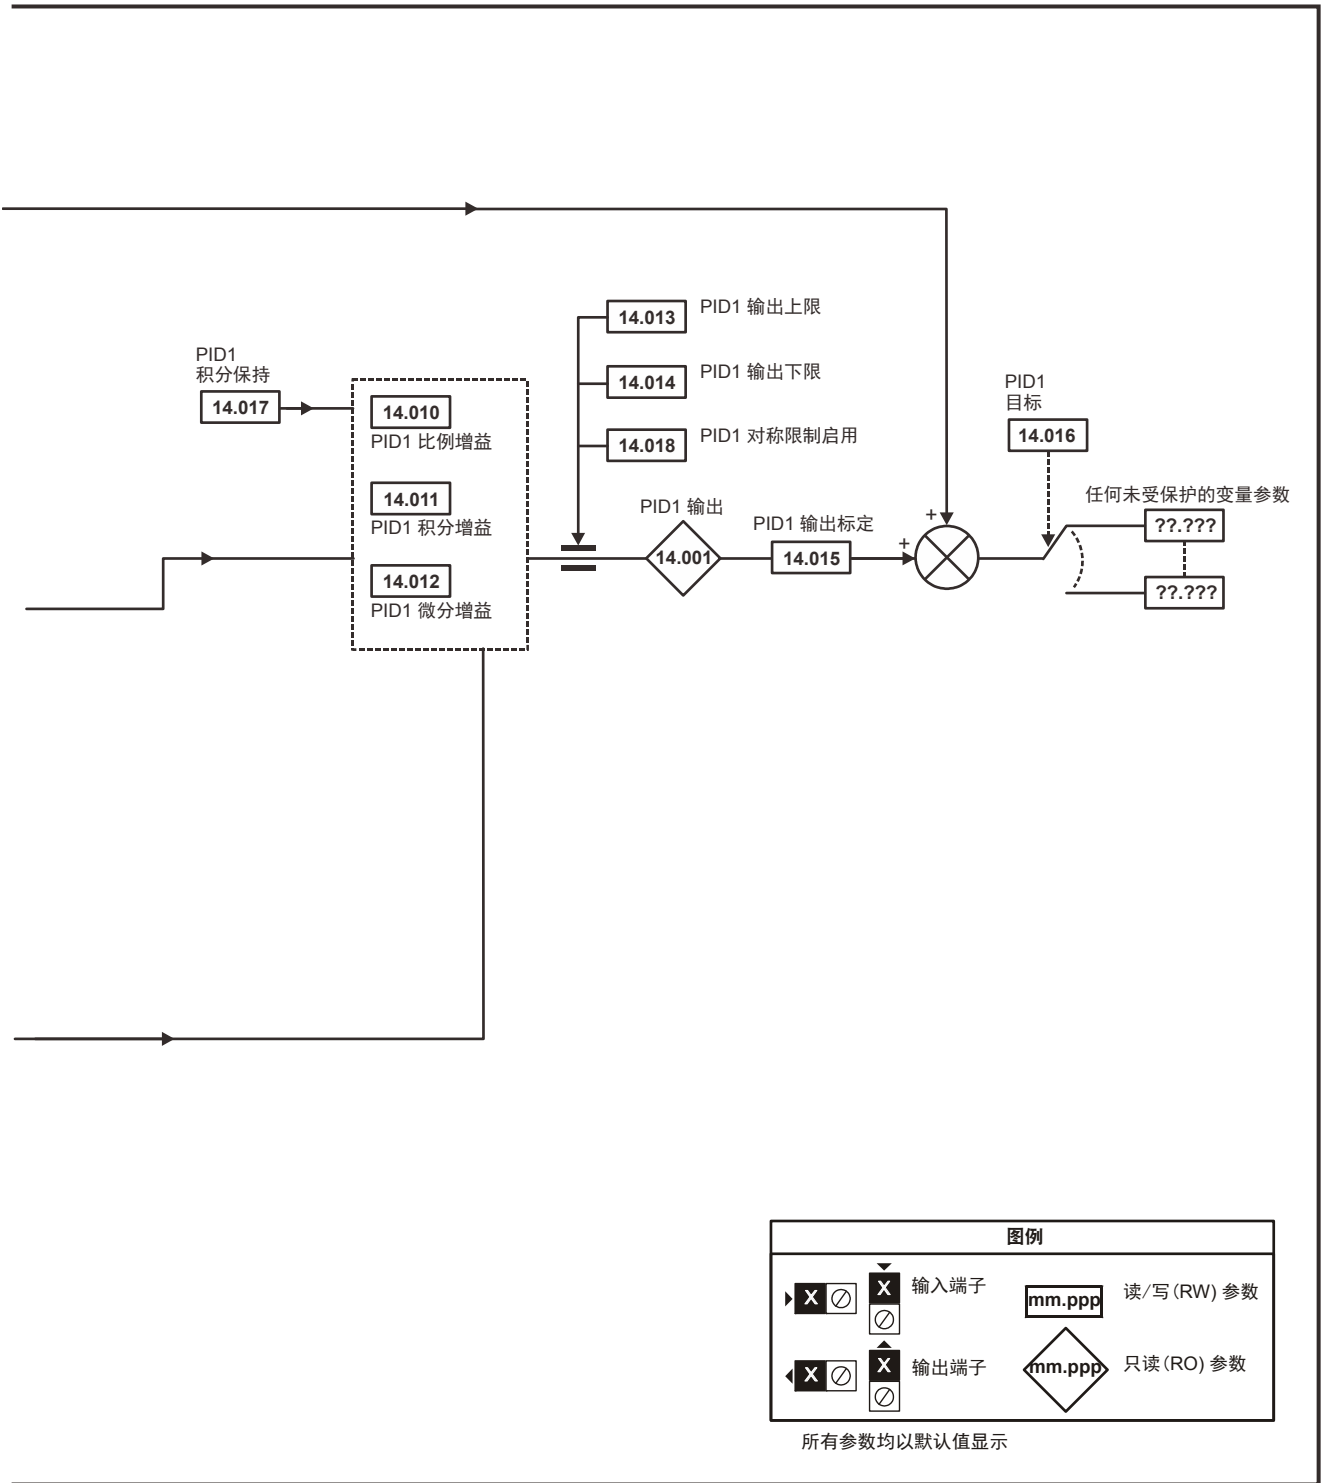 14.013
PID1 输出上限
PID1
积分保持
14.017
14.014
PID1 输出下限
14.010
PID1 比例增益
14.018
PID1 对称限制启用
PID1
目标
14.016
14.011
PID1 积分增益
PID1 输出
14.001
PID1 输出标定
14.015
+
+
任何未受保护的变量参数
??.???
??.???
14.012
PID1 微分增益
图例
X
X
输入端子
mm.ppp
读/写(RW) 参数
X
X
输出端子
mm.ppp
只读(RO) 参数
所有参数均以默认值显示